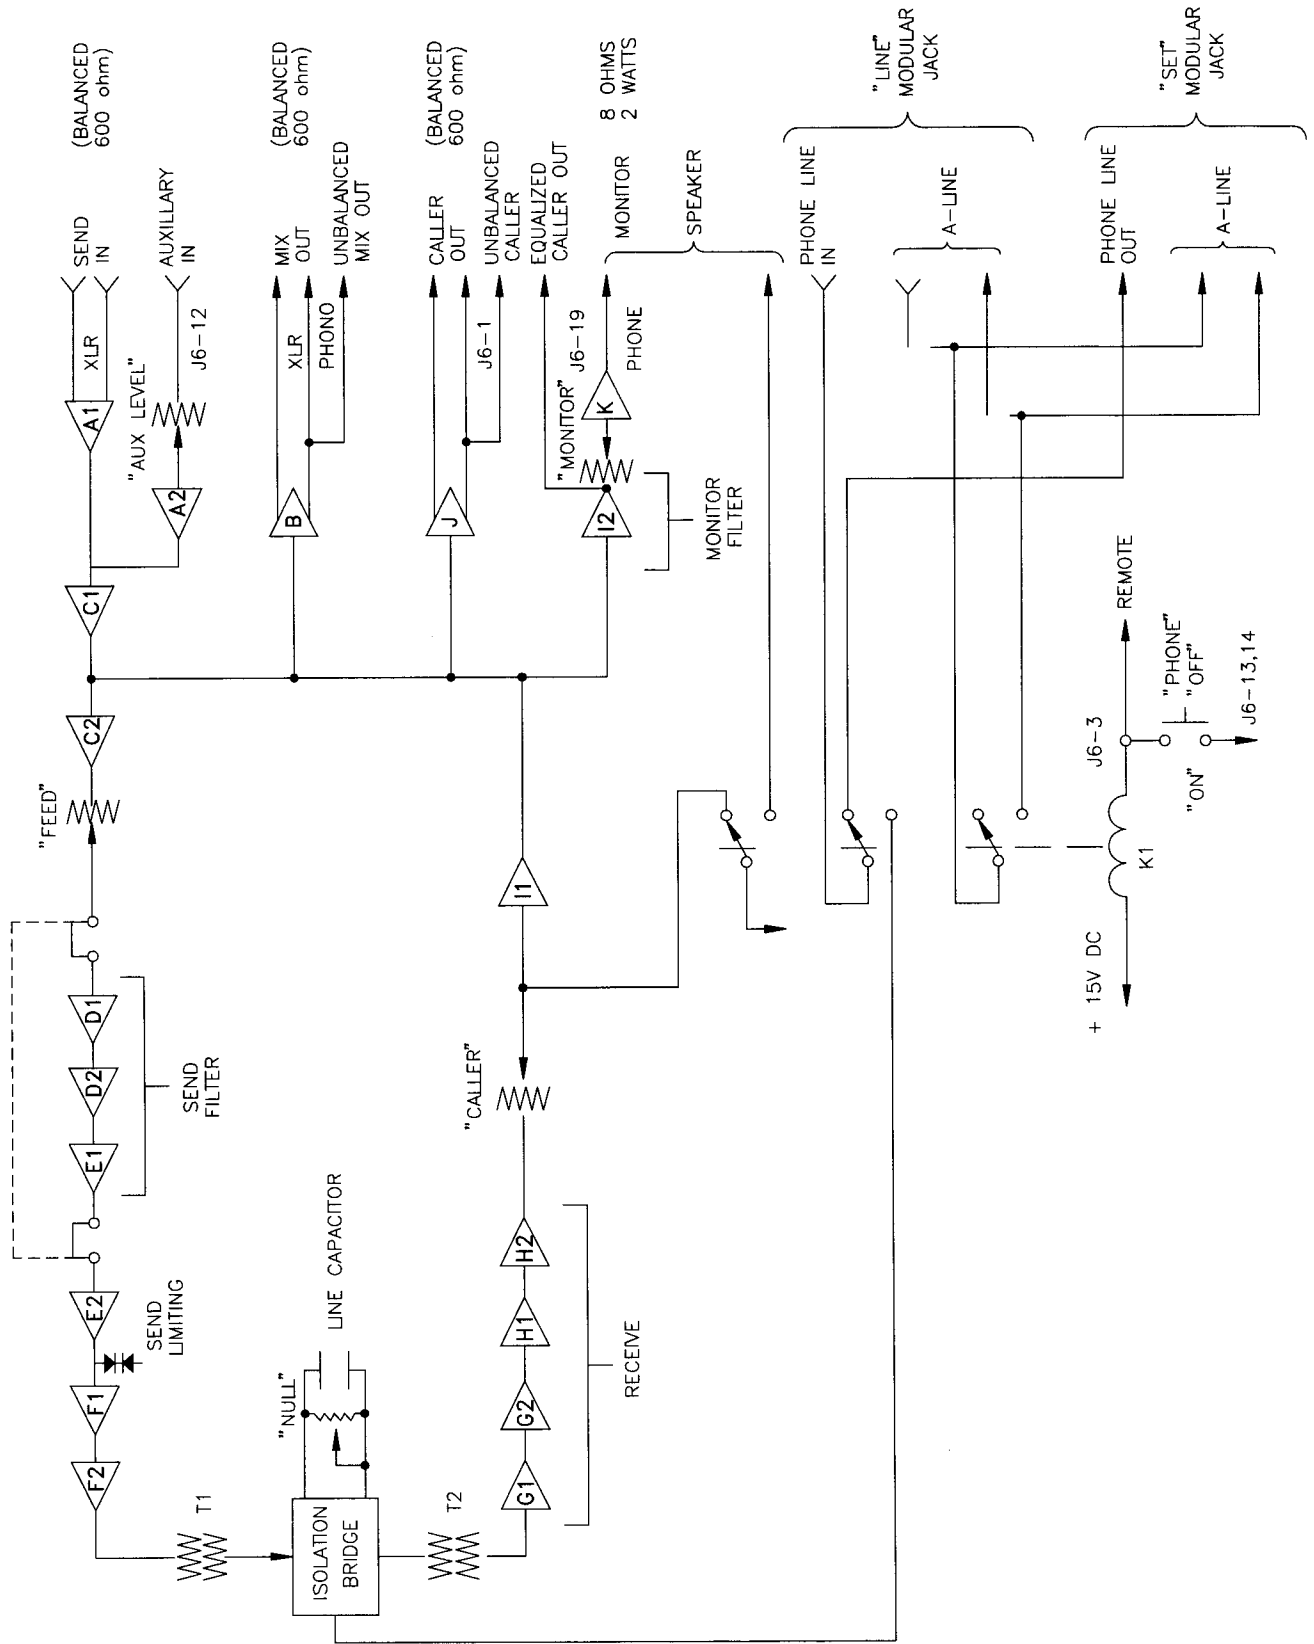 (BALANCED
600 ohm)
SEND
IN
XLR
AUXILLARY
IN
J6-12
"AUX LEVEL"
A1
A2
C1
C2
"FEED"
D1
D2
E1
SEND
FILTER
E2
SEND
LIMITING
F1
F2
T1
(BALANCED
600 ohm)
MIX
OUT
XLR
PHONO
UNBALANCED
MIX OUT
B
(BALANCED
600 ohm)
CALLER
OUT
J6-1
UNBALANCED
CALLER
J
EQUALIZED
CALLER OUT
J6-19
"MONITOR"
I2
K
PHONE
MONITOR
FILTER
8 OHMS
2 WATTS
MONITOR
SPEAKER
I1
"CALLER"
"NULL"
LINE CAPACITOR
ISOLATION
BRIDGE
T2
G1
G2
H1
H2
RECEIVE
"LINE"
MODULAR
JACK
PHONE LINE
IN
A-LINE
"SET"
MODULAR
JACK
PHONE LINE
OUT
A-LINE
REMOTE
J6-3
"PHONE"
"OFF"
"ON"
J6-13,14
K1
+ 15V DC